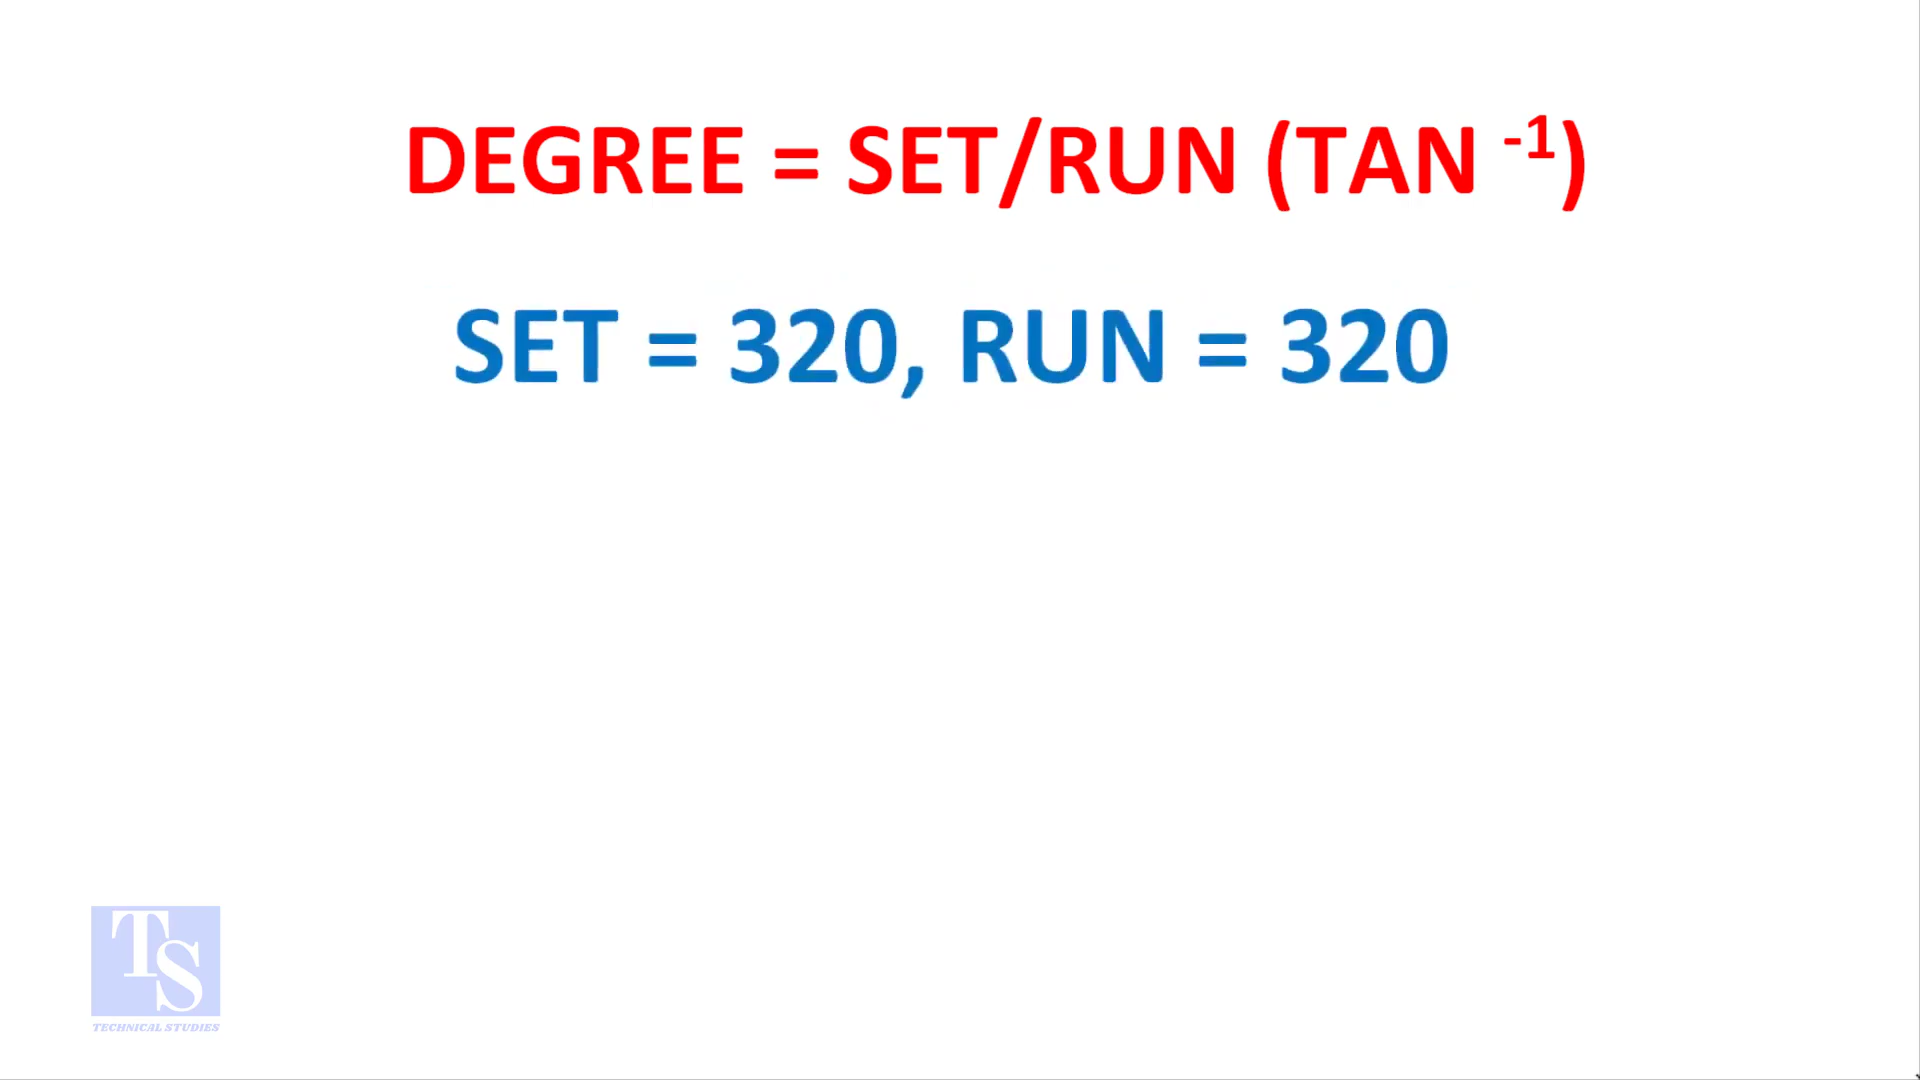 DEGREE = SET/RUN (TAN ⁻¹)
SET = 320, RUN = 320
TS
TECHNICAL STUDIES